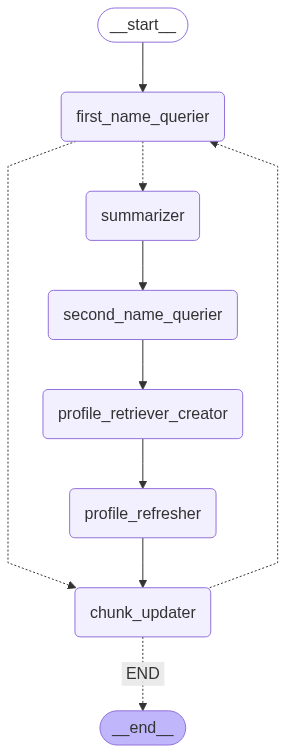 __start__
first_name_querier
summarizer
second_name_querier
profile_retriever_creator
profile_refresher
chunk_updater
END
__end__